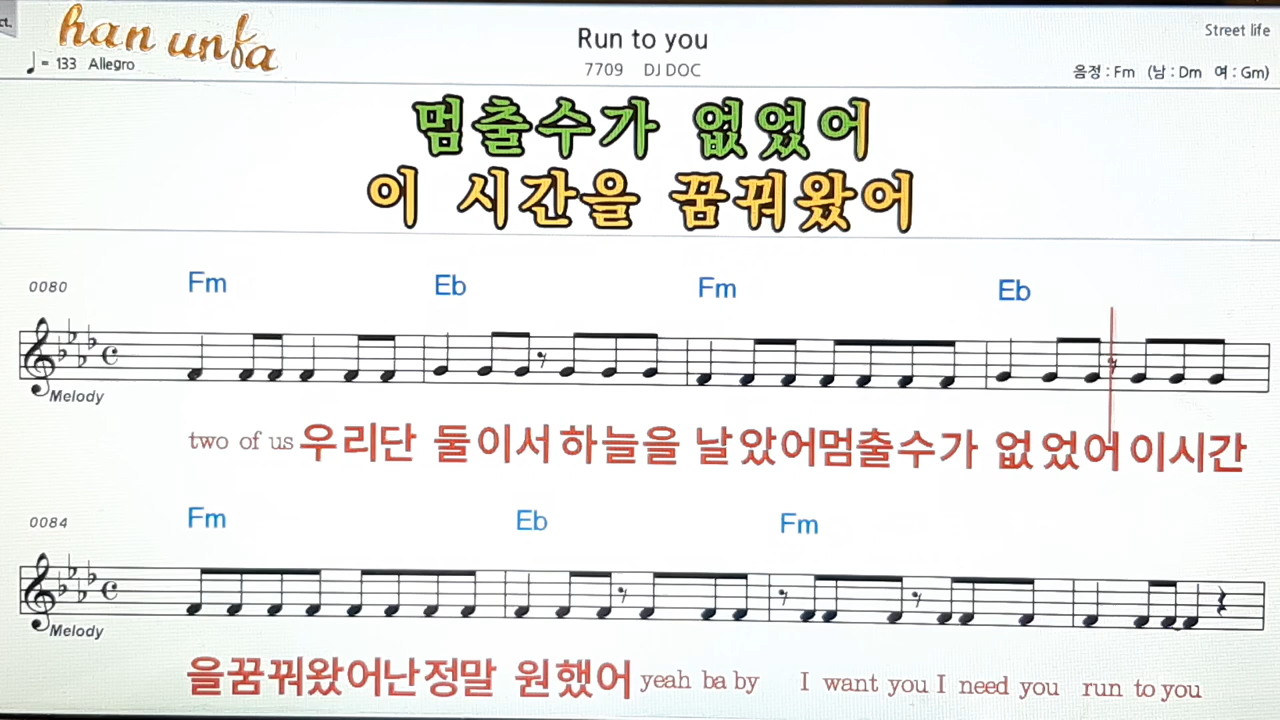 ct.
han unfa
Run to you
Street life
♩ = 133 Allegro
7709 DJ DOC
음정 : Fm (남 : Dm 여 : Gm)
멈출수가 없었어
이 시간을 꿈꿔왔어
0080
Fm Eb Fm Eb
Melody
two of us 우리단 둘이서하늘을 날았어멈출수가 없었어이시간
0084
Fm Eb Fm
Melody
을꿈꿔왔어난정말 원했어 yeah ba by I want you I need you run to you